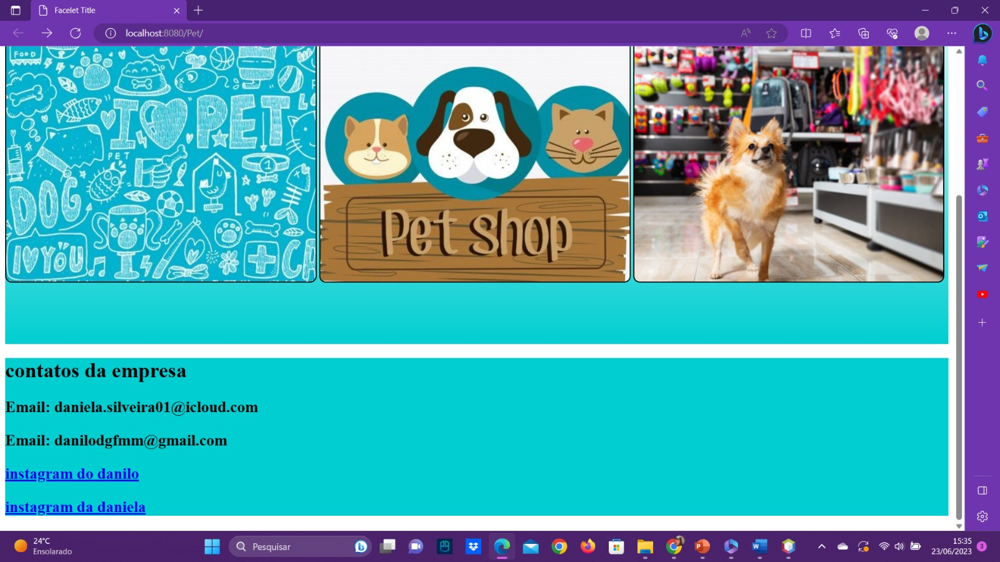 Facelet Title
localhost:8080/Pet/
FOOD
I PET
PET
1
DOG
I YOU
Pet shop
contatos da empresa
Email: daniela.silveira01@icloud.com
Email: danilodgfmm@gmail.com
instagram do danilo
instagram da daniela
24°C
Ensolarado
Pesquisar
15:35
23/06/2023
3